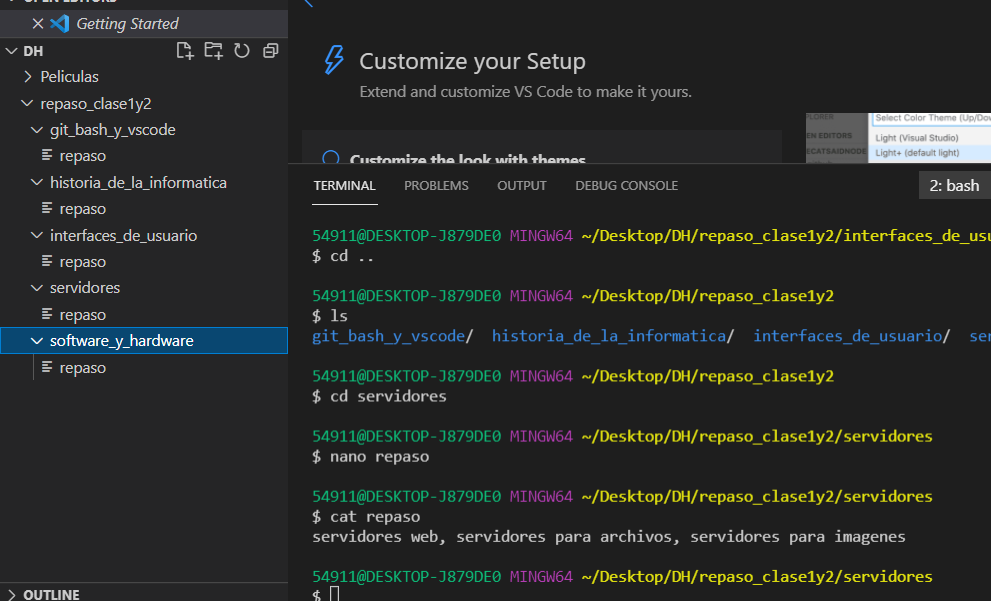 Getting Started
DH
Peliculas
repaso_clase1y2
git_bash_y_vscode
repaso
historia_de_la_informatica
repaso
interfaces_de_usuario
repaso
servidores
repaso
software_y_hardware
repaso
OUTLINE
Customize your Setup
Extend and customize VS Code to make it yours.
Customize the look with themes
Select Color Theme (Up/Dow
EN EDITORS
Light (Visual Studio)
ECATSAIDNODE
Light+ (default light)
TERMINAL PROBLEMS OUTPUT DEBUG CONSOLE
2: bash
54911@DESKTOP-J879DE0 MINGW64 ~/Desktop/DH/repaso_clase1y2/interfaces_de_usu
$ cd ..
54911@DESKTOP-J879DE0 MINGW64 ~/Desktop/DH/repaso_clase1y2
$ ls
git_bash_y_vscode/ historia_de_la_informatica/ interfaces_de_usuario/ ser
54911@DESKTOP-J879DE0 MINGW64 ~/Desktop/DH/repaso_clase1y2
$ cd servidores
54911@DESKTOP-J879DE0 MINGW64 ~/Desktop/DH/repaso_clase1y2/servidores
$ nano repaso
54911@DESKTOP-J879DE0 MINGW64 ~/Desktop/DH/repaso_clase1y2/servidores
$ cat repaso
servidores web, servidores para archivos, servidores para imagenes
54911@DESKTOP-J879DE0 MINGW64 ~/Desktop/DH/repaso_clase1y2/servidores
$